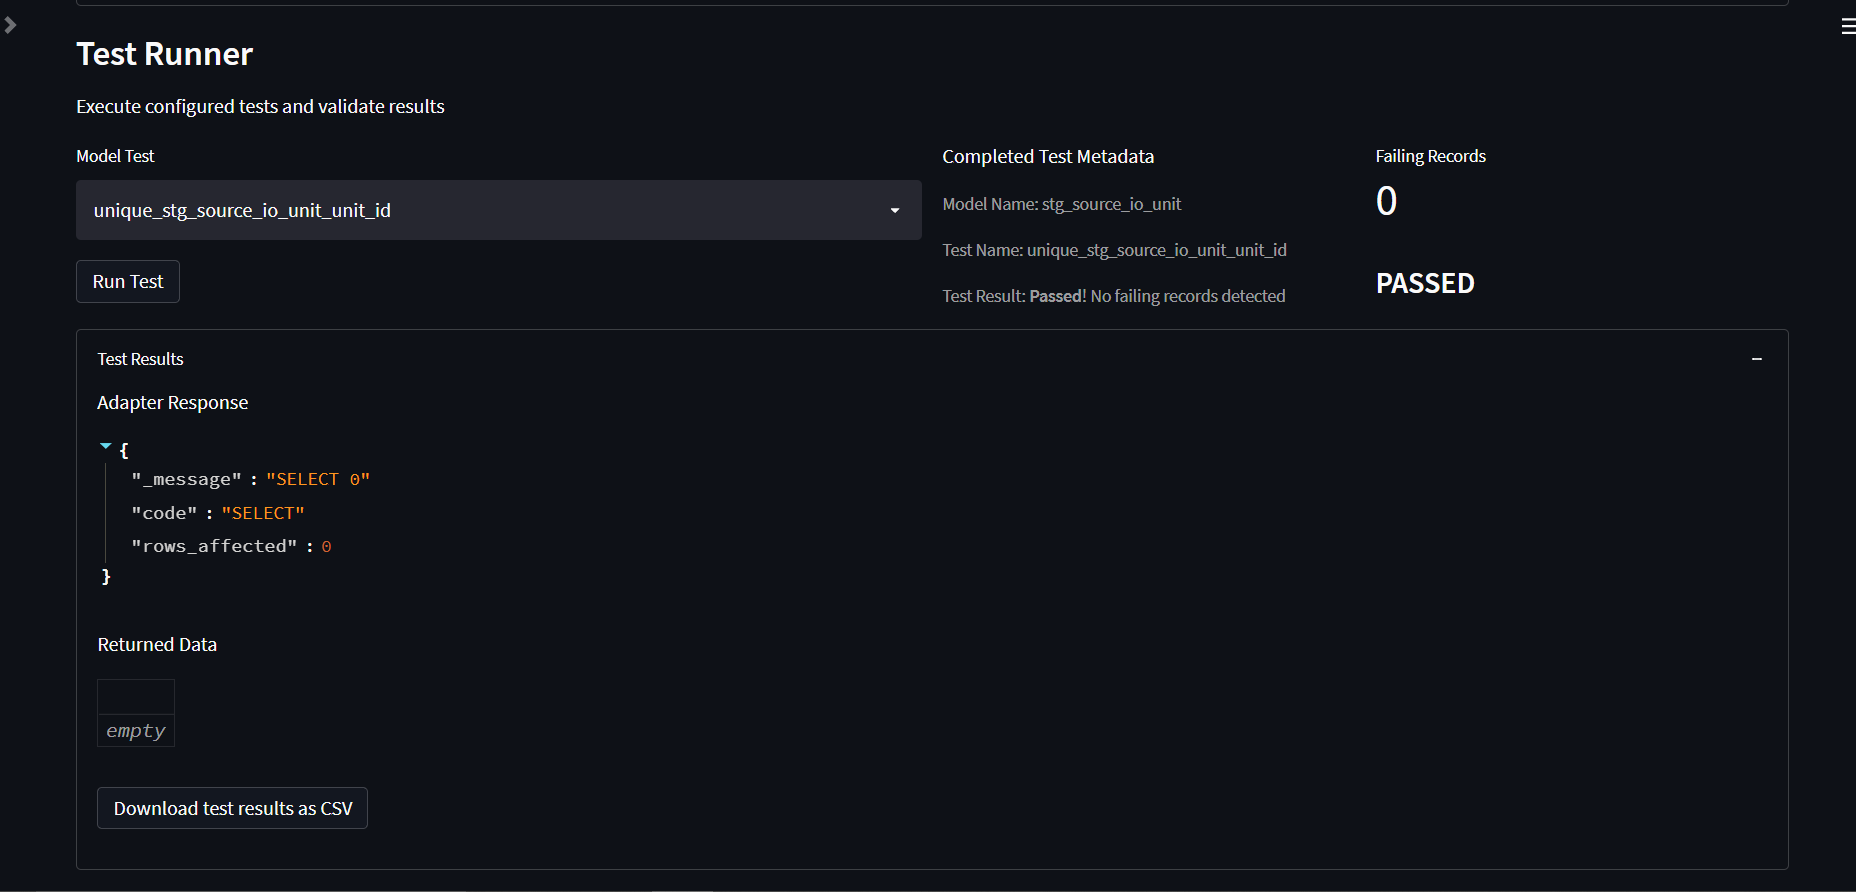 Test Runner
Execute configured tests and validate results
Model Test
unique_stg_source_io_unit_unit_id
Run Test
Completed Test Metadata
Model Name: stg_source_io_unit
Test Name: unique_stg_source_io_unit_unit_id
Test Result: Passed! No failing records detected
Failing Records
0
PASSED
Test Results
Adapter Response
{
"_message" : "SELECT 0"
"code" : "SELECT"
"rows_affected" : 0
}
Returned Data
empty
Download test results as CSV